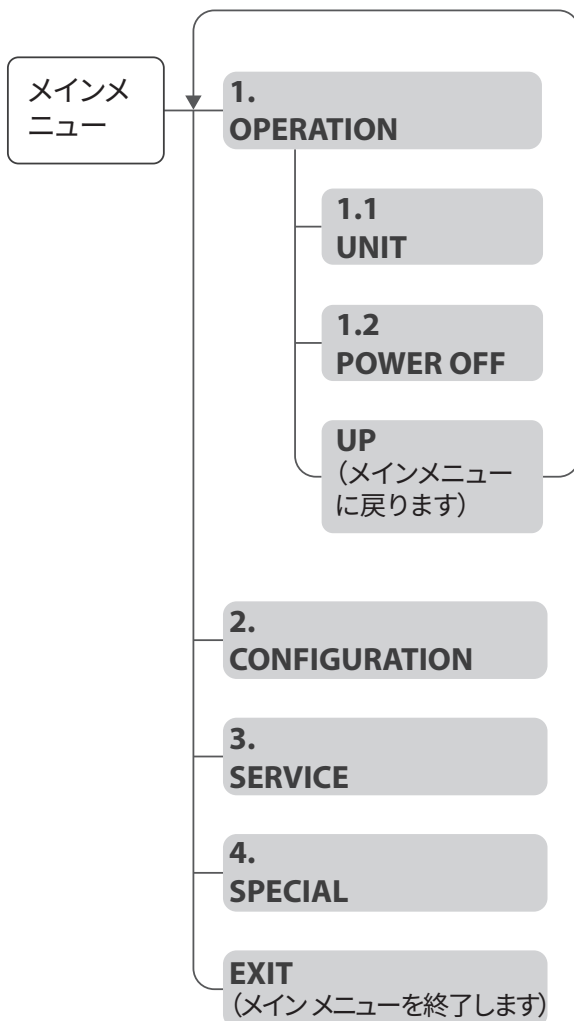 メインメ
ニュー
1.
OPERATION
1.1
UNIT
1.2
POWER OFF
UP
（メインメニュー
に戻ります）
2.
CONFIGURATION
3.
SERVICE
4.
SPECIAL
EXIT
（メイン メニューを終了します）